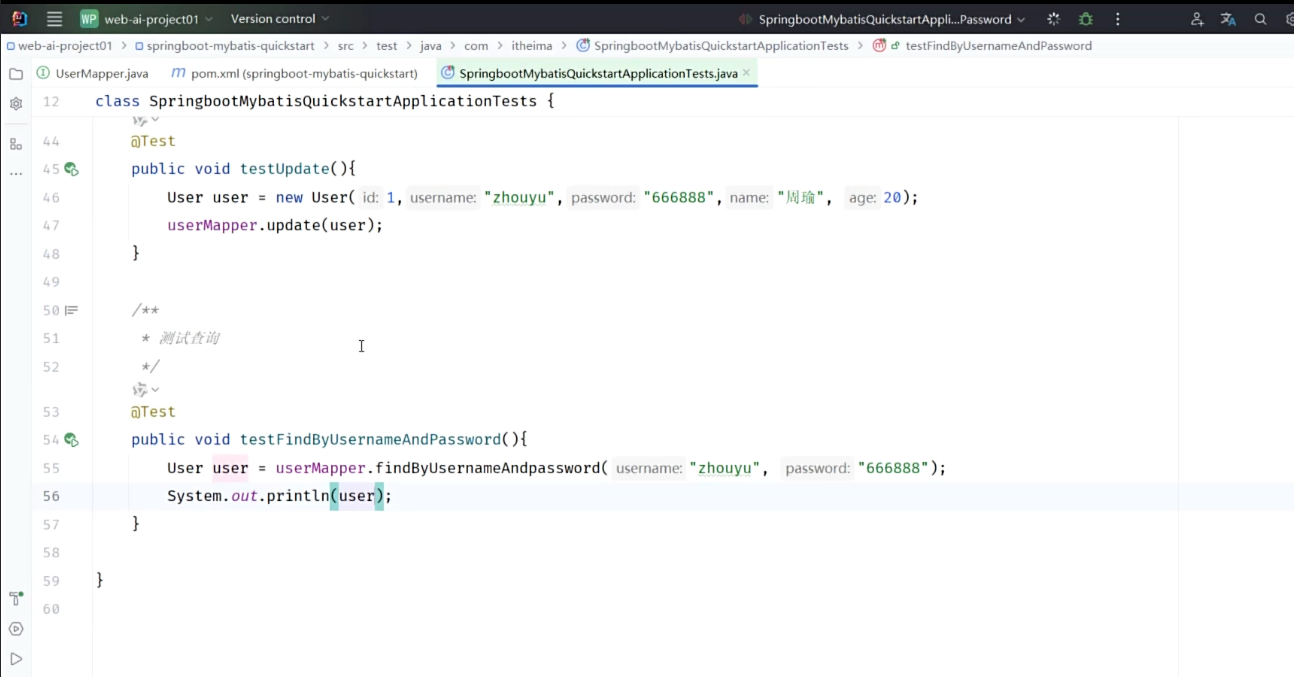 WP web-ai-project01 Version control SpringbootMybatisQuickstartAppli...Password
web-ai-project01 springboot-mybatis-quickstart src test java com itheima SpringbootMybatisQuickstartApplicationTests testFindByUsernameAndPassword
UserMapper.java pom.xml (springboot-mybatis-quickstart) SpringbootMybatisQuickstartApplicationTests.java
12 class SpringbootMybatisQuickstartApplicationTests {
44 @Test
45 public void testUpdate(){
46 User user = new User( id: 1, username: "zhouyu", password: "666888", name: "周瑜", age: 20);
47 userMapper.update(user);
48 }
49
50 /**
51 * 测试查询
52 */
53 @Test
54 public void testFindByUsernameAndPassword(){
55 User user = userMapper.findByUsernameAndpassword( username: "zhouyu", password: "666888");
56 System.out.println(user);
57 }
58
59 }
60